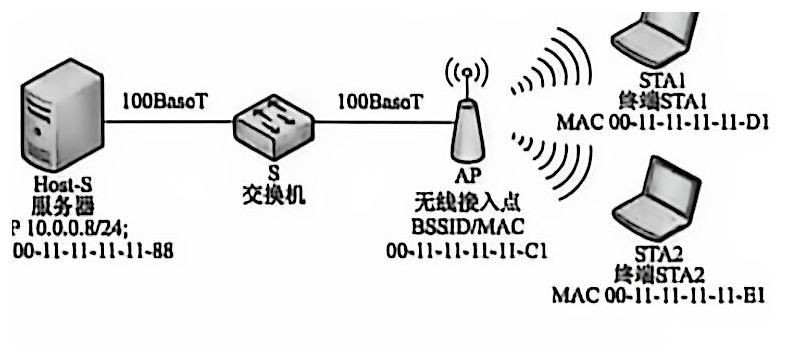 100BaseT
100BaseT
STA1
终端STA1
MAC 00-11-11-11-11-D1
Host-S
服务器
P 10.0.0.8/24;
00-11-11-11-11-88
S
交换机
AP
无线接入点
BSSID/MAC
00-11-11-11-11-C1
STA2
终端STA2
MAC 00-11-11-11-11-E1